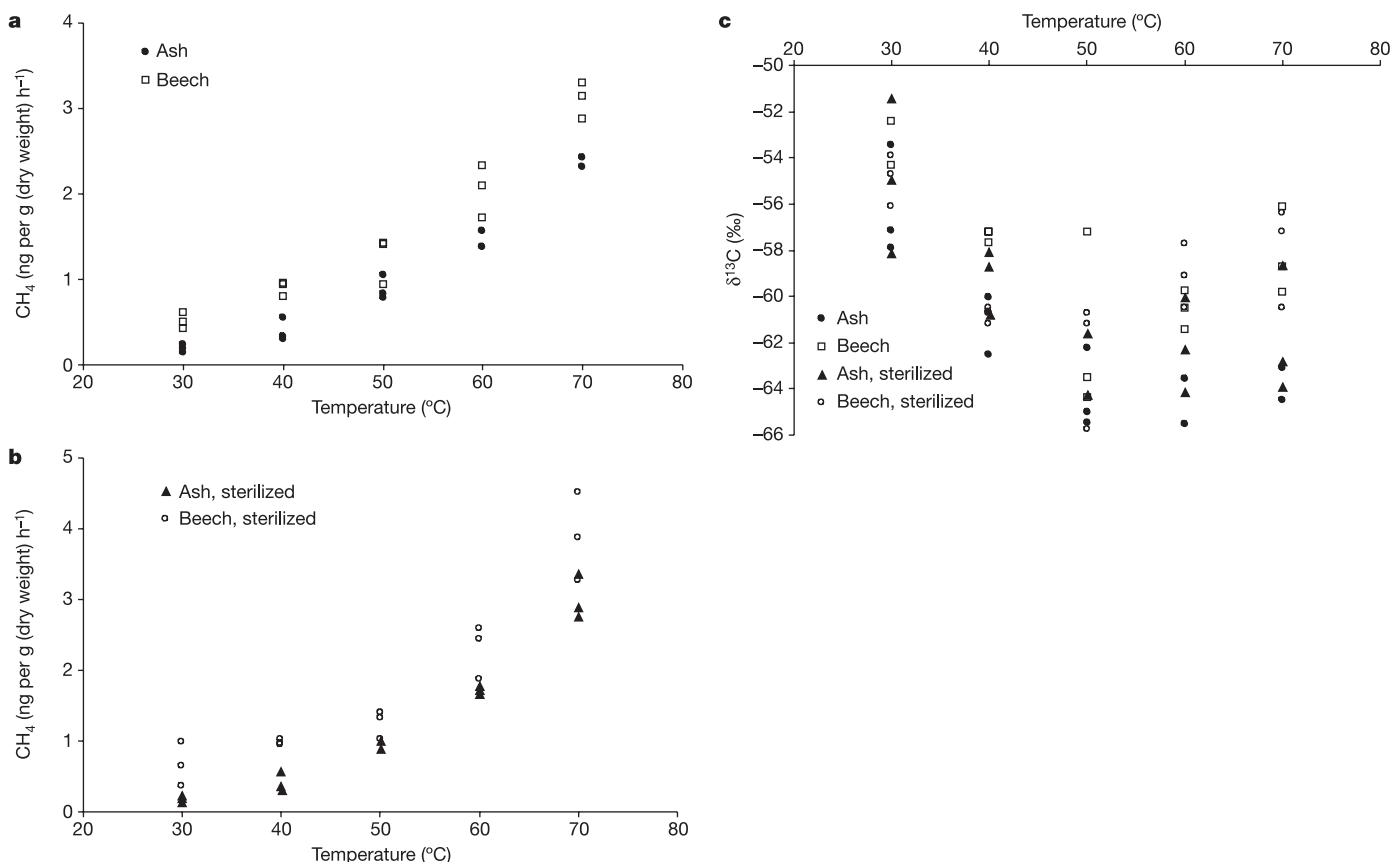 a
CH₄ (ng per g (dry weight) h⁻¹)
4
3
2
1
0
Ash
Beech
20 30 40 50 60 70 80
Temperature (ºC)
b
CH₄ (ng per g (dry weight) h⁻¹)
5
4
3
2
1
0
Ash, sterilized
Beech, sterilized
20 30 40 50 60 70 80
Temperature (ºC)
c
Temperature (ºC)
20 30 40 50 60 70 80
δ¹³C (‰)
–50
–52
–54
–56
–58
–60
–62
–64
–66
Ash
Beech
Ash, sterilized
Beech, sterilized